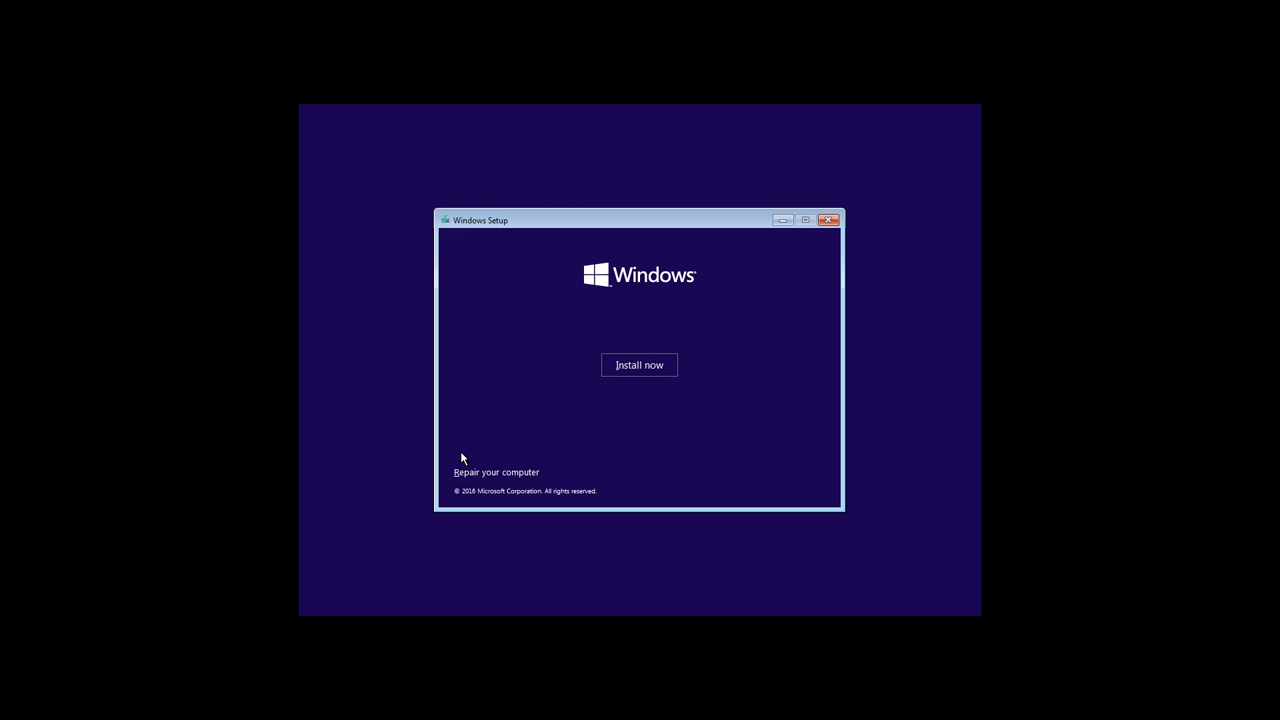 Windows Setup
Windows
Install now
Repair your computer
© 2016 Microsoft Corporation. All rights reserved.